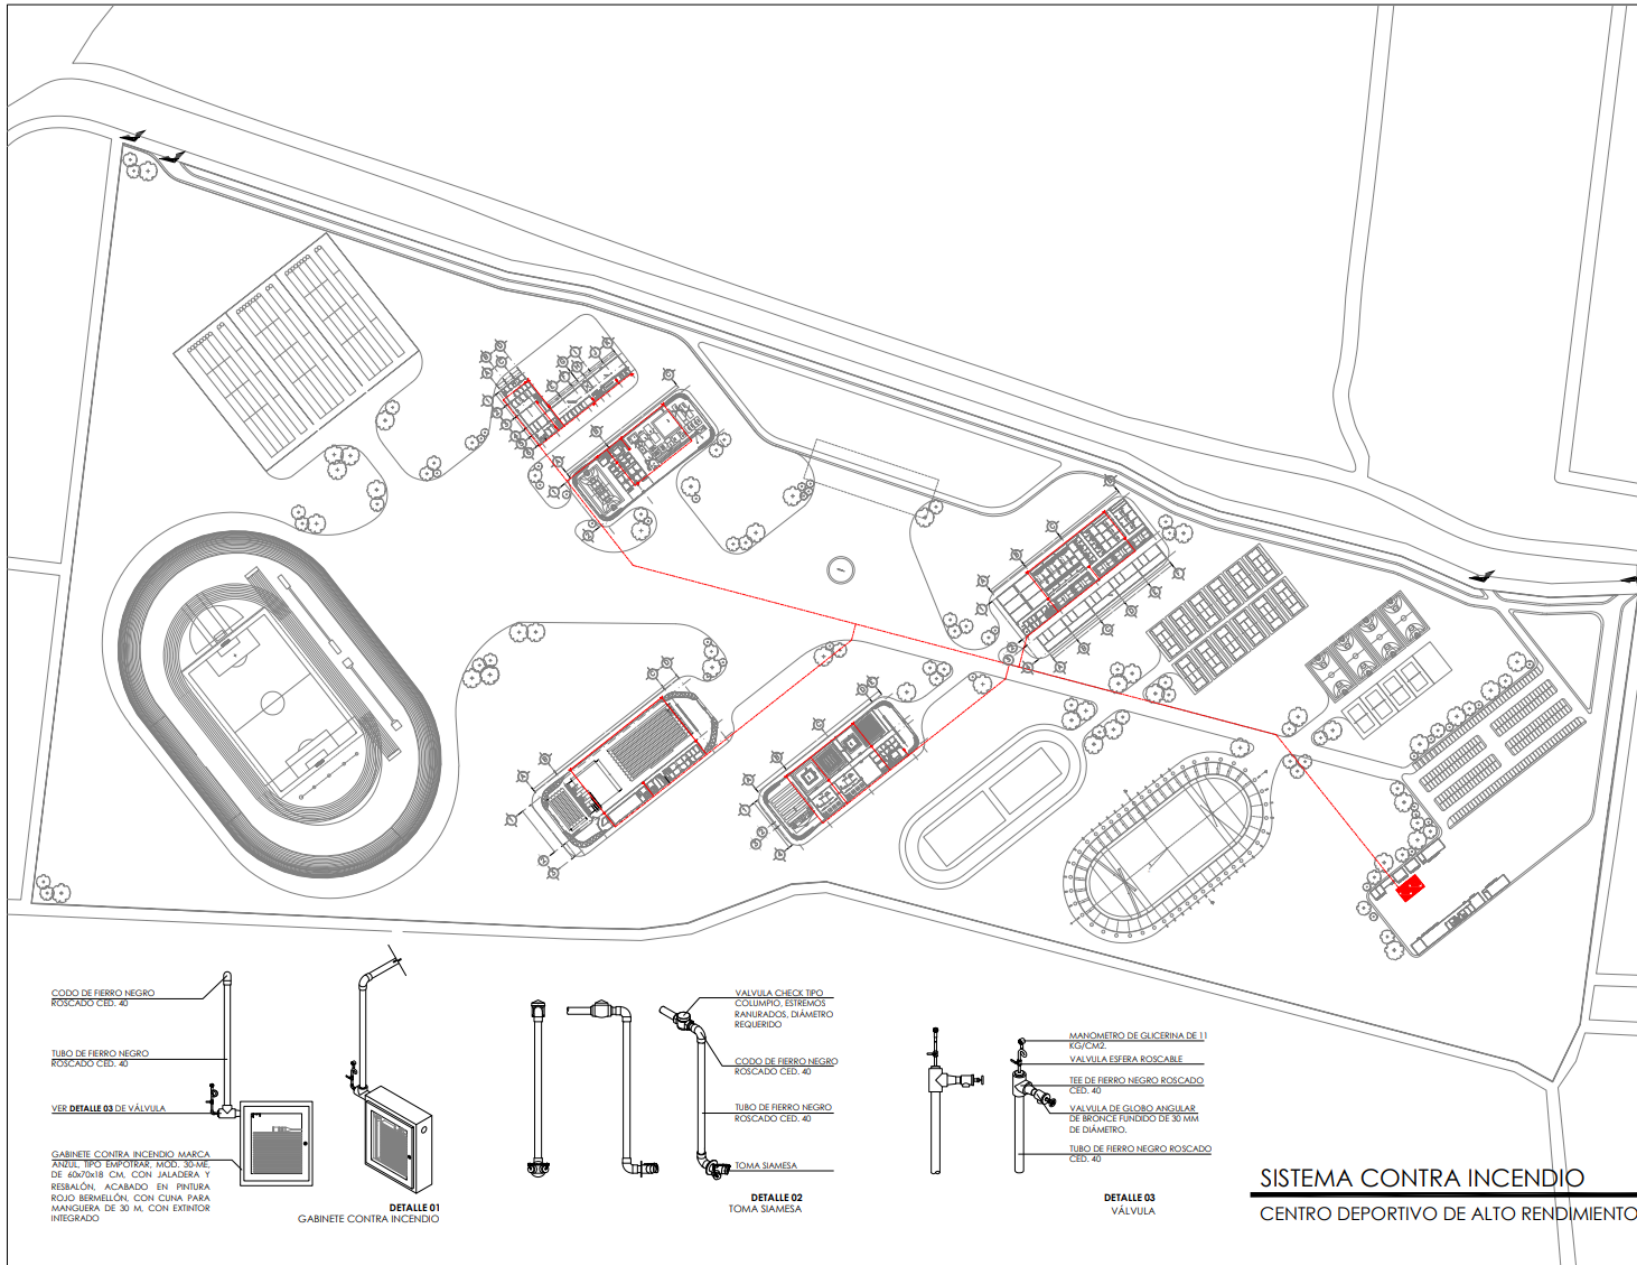 CODO DE FIERRO NEGRO
ROSCADO CED. 40
TUBO DE FIERRO NEGRO
ROSCADO CED. 40
VER DETALLE 03 DE VÁLVULA
GABINETE CONTRA INCENDIO MARCA
ANZUL, TIPO EMPOTRAR, MOD. 30-ME,
DE 60x70x18 CM, CON JALADERA Y
RESBALÓN, ACABADO EN PINTURA
ROJO BERMELLÓN, CON CUNA PARA
MANGUERA DE 30 M, CON EXTINTOR
INTEGRADO
DETALLE 01
GABINETE CONTRA INCENDIO
VALVULA CHECK TIPO
COLUMPIO, ESTREMOS
RANURADOS, DIÁMETRO
REQUERIDO
CODO DE FIERRO NEGRO
ROSCADO CED. 40
TUBO DE FIERRO NEGRO
ROSCADO CED. 40
TOMA SIAMESA
DETALLE 02
TOMA SIAMESA
MANOMETRO DE GLICERINA DE 11
KG/CM2.
VALVULA ESFERA ROSCABLE
TEE DE FIERRO NEGRO ROSCADO
CED. 40
VALVULA DE GLOBO ANGULAR
DE BRONCE FUNDIDO DE 30 MM
DE DIÁMETRO.
TUBO DE FIERRO NEGRO ROSCADO
CED. 40
DETALLE 03
VÁLVULA
SISTEMA CONTRA INCENDIO
CENTRO DEPORTIVO DE ALTO RENDIMIENTO